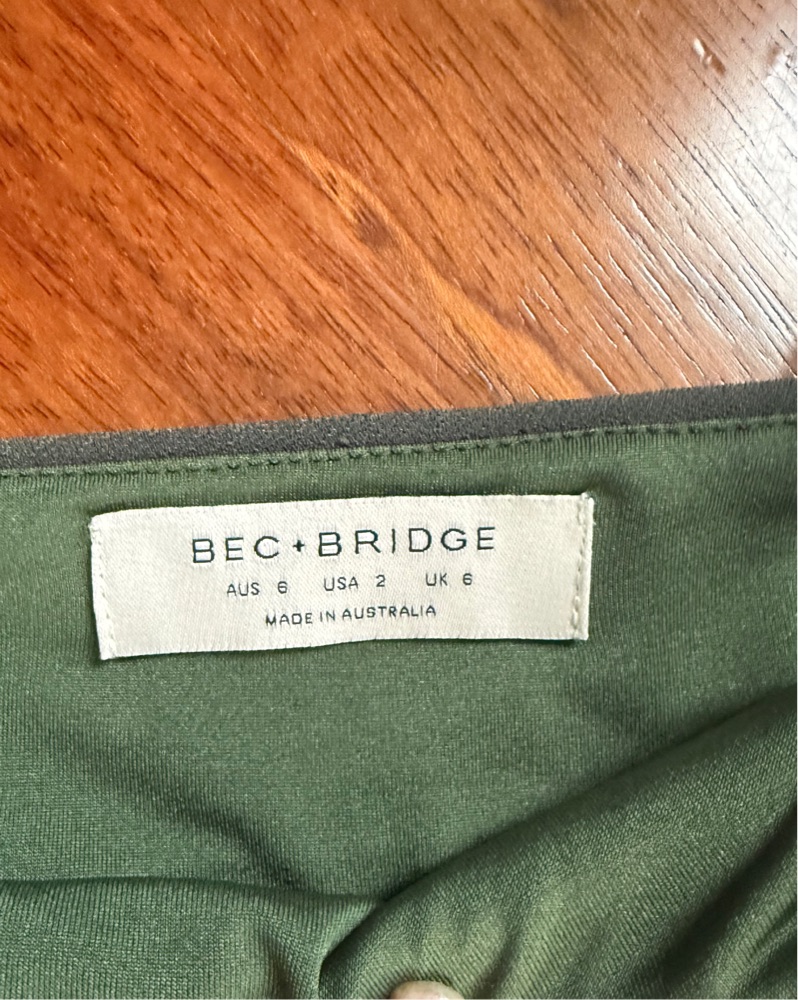 BEC+BRIDGE
AUS 6 USA 2 UK 6
MADE IN AUSTRALIA